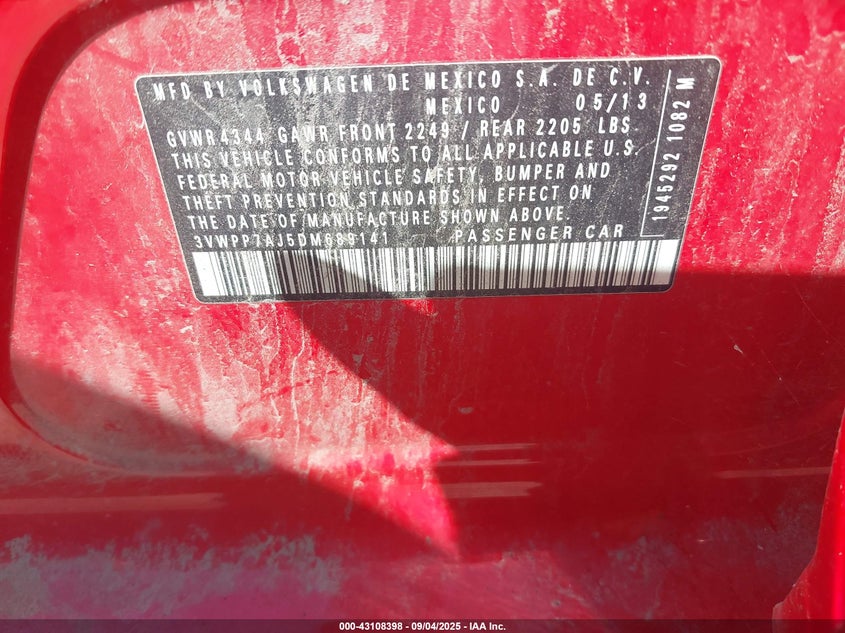 MFD BY VOLKSWAGEN DE MEXICO S.A. DE C.V.
MEXICO 05/13
GVWR 4344 GAWR FRONT 2249 / REAR 2205 LBS
THIS VEHICLE CONFORMS TO ALL APPLICABLE U.S.
FEDERAL MOTOR VEHICLE SAFETY, BUMPER AND
THEFT PREVENTION STANDARDS IN EFFECT ON
THE DATE OF MANUFACTURE SHOWN ABOVE.
3VWPP7AJ5DM689141 PASSENGER CAR
1945292 1082 M
000-43108398 - 09/04/2025 - IAA Inc.